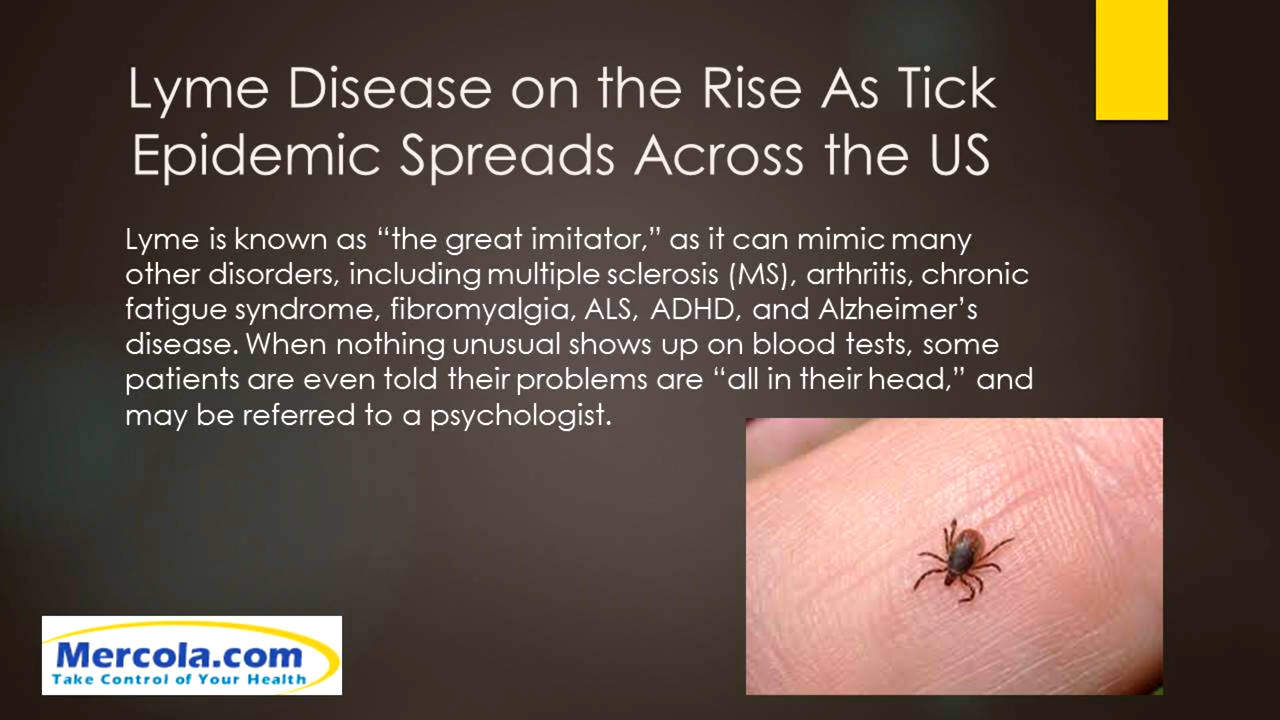 Lyme Disease on the Rise As Tick
Epidemic Spreads Across the US
Lyme is known as “the great imitator,” as it can mimic many
other disorders, including multiple sclerosis (MS), arthritis, chronic
fatigue syndrome, fibromyalgia, ALS, ADHD, and Alzheimer’s
disease. When nothing unusual shows up on blood tests, some
patients are even told their problems are “all in their head,” and
may be referred to a psychologist.
Mercola.com
Take Control of Your Health